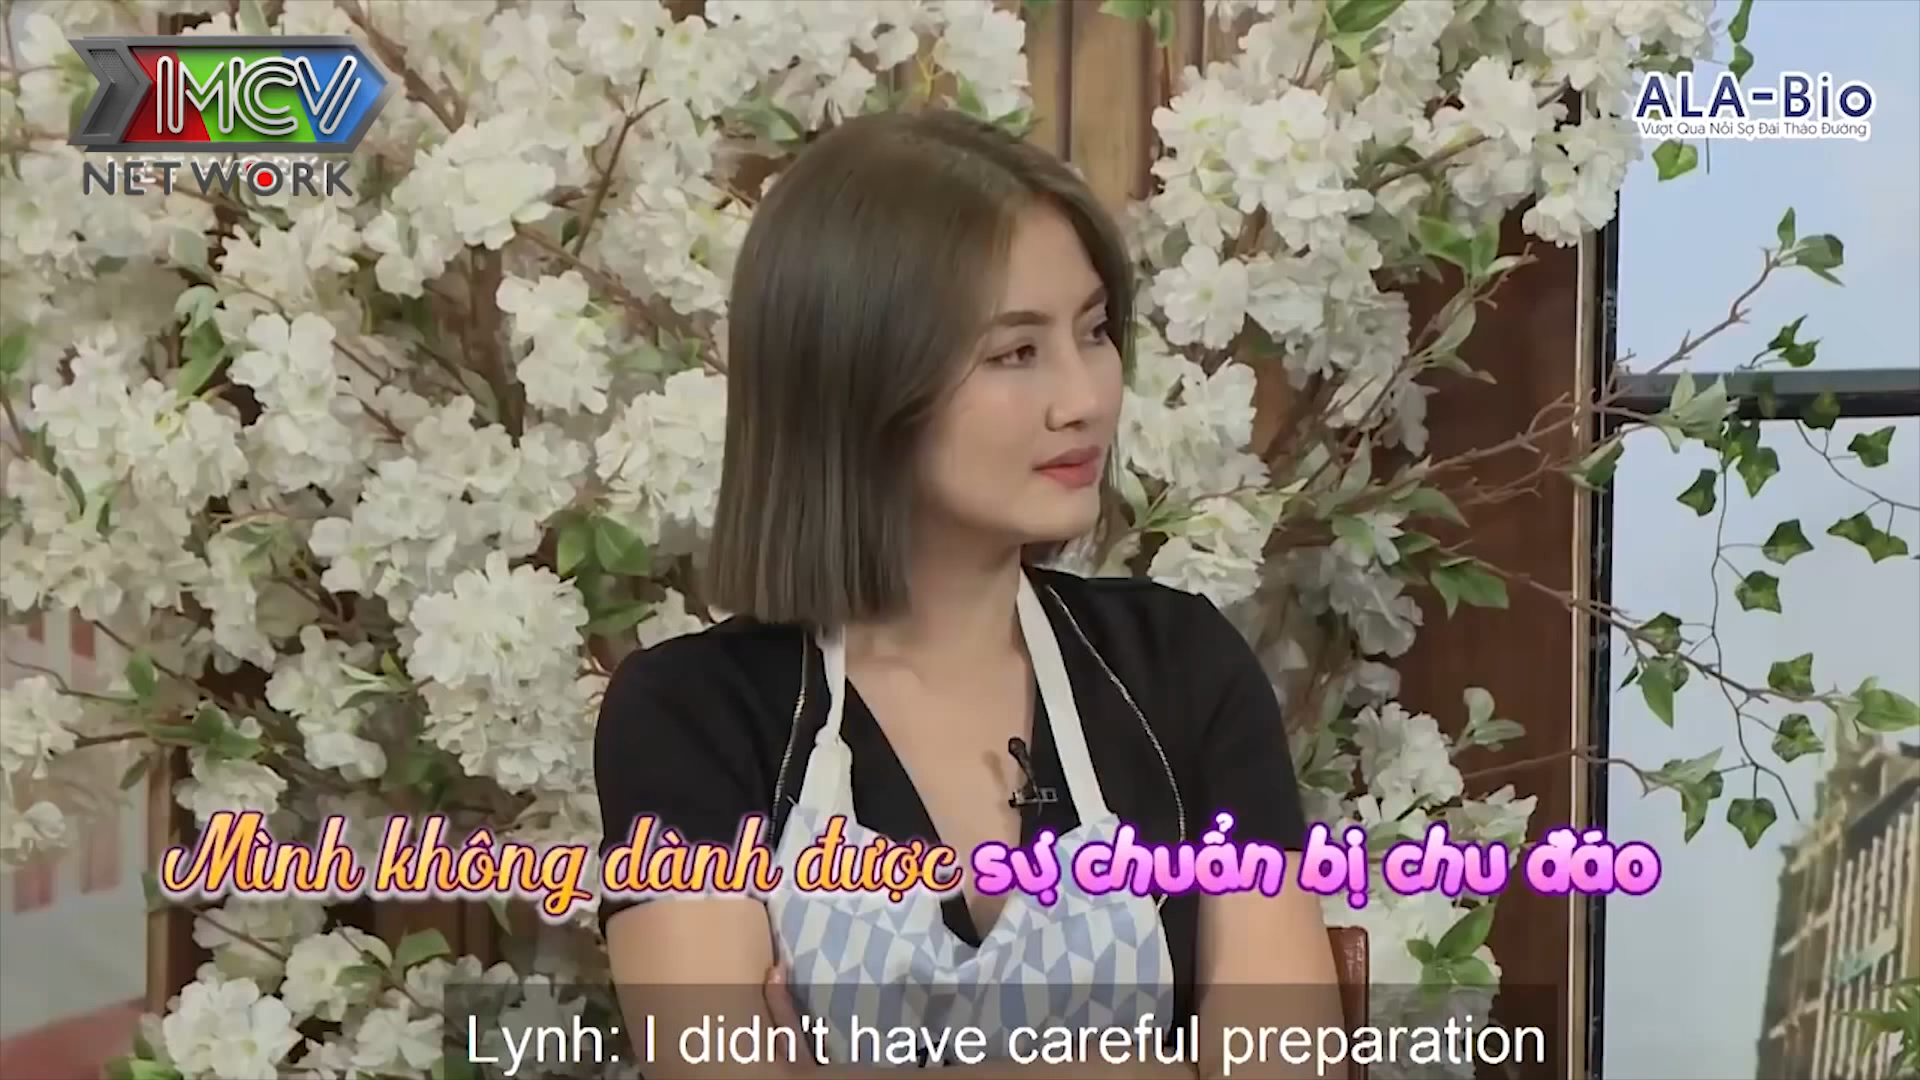 MCV
NETWORK
ALA-Bio
Vượt Qua Nỗi Sợ Đái Tháo Đường
Mình không dành được sự chuẩn bị chu đáo
Lynh: I didn't have careful preparation